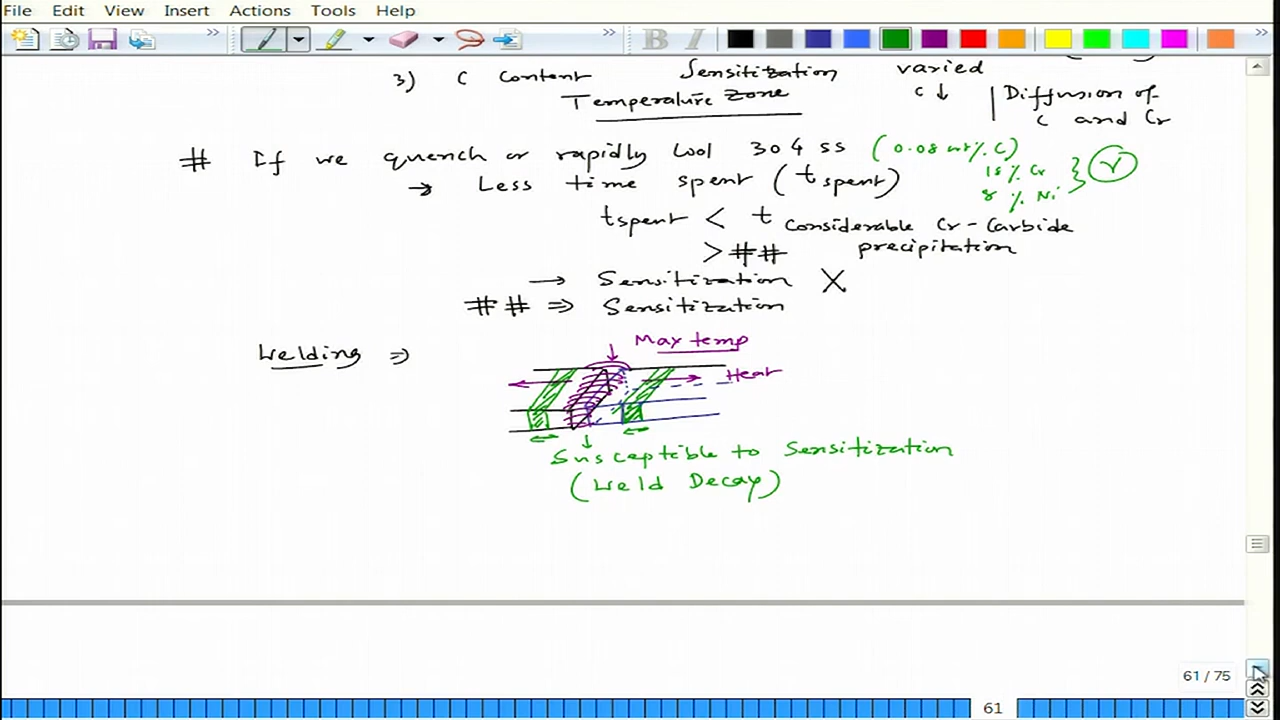 File Edit View Insert Actions Tools Help
B I
3) C Content Sensitization varied
Temperature Zone C ↓ | Diffusion of
C and Cr
# If we quench or rapidly cool 304 SS (0.08 wt% C)
18 % Cr
→ Less time spent (t spent) 8 % Ni
t spent < t Considerable Cr-Carbide
> ## precipitation
→ Sensitization X
## ⇒ Sensitization
Welding ⇒ Max temp
Heat
Susceptible to Sensitization
(Weld Decay)
61 / 75
61